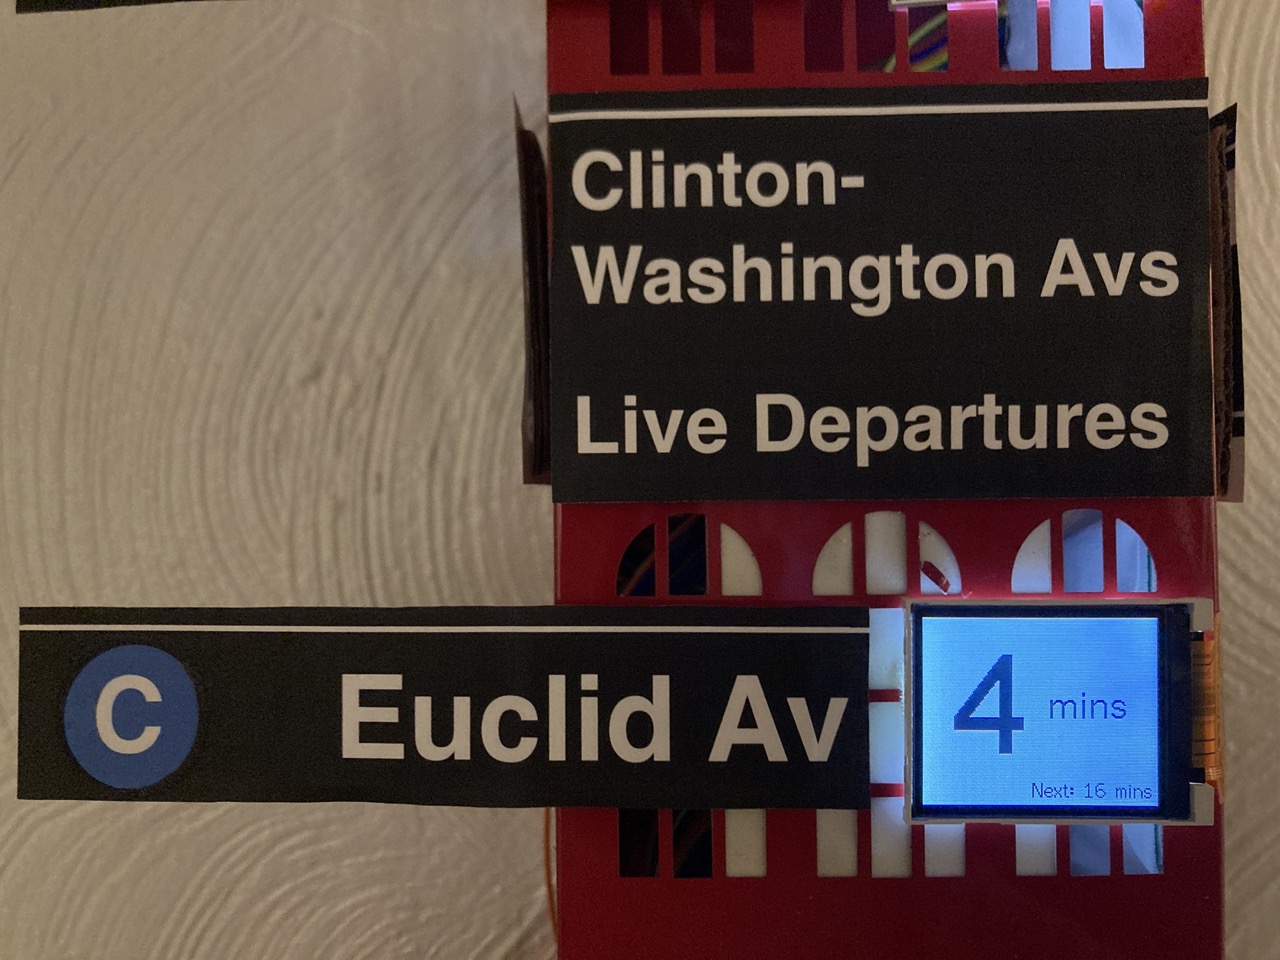 Clinton-
Washington Avs
Live Departures
C Euclid Av
4 mins
Next: 16 mins